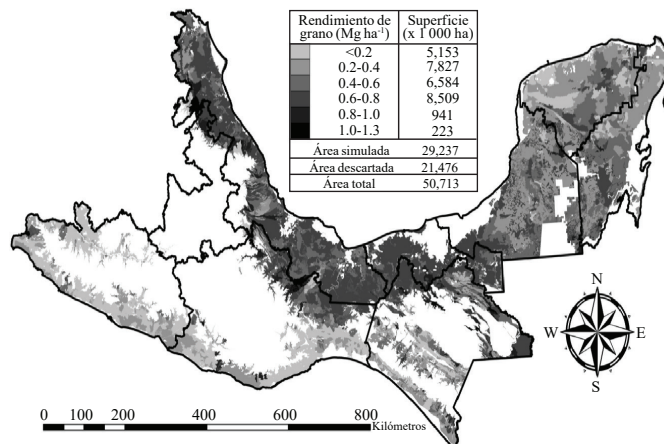 Rendimiento de grano (Mg ha⁻¹) Superficie (x 1 000 ha)
<0.2 5,153
0.2-0.4 7,827
0.4-0.6 6,584
0.6-0.8 8,509
0.8-1.0 941
1.0-1.3 223
Área simulada 29,237
Área descartada 21,476
Área total 50,713
N
W E
S
0 50 100 200 400 600 800 Kilómetros